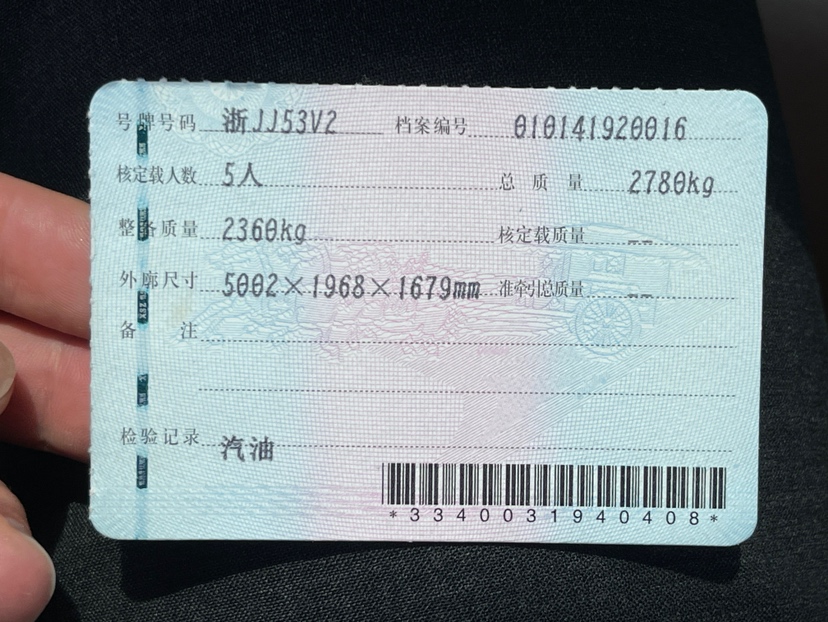 号牌号码 浙JJ53V2 档案编号 010141920016
核定载人数 5人 总质量 2780kg
整备质量 2360kg 核定载质量 --
外廓尺寸 5002×1968×1679mm 准牵引总质量 --
备注
检验记录 汽油
*3340031940408*